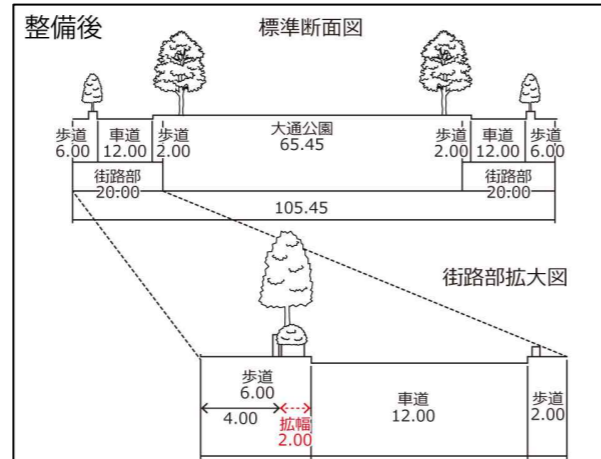 整備後
標準断面図
歩道
6.00
車道
12.00
歩道
2.00
大通公園
65.45
歩道
2.00
車道
12.00
歩道
6.00
街路部
20.00
街路部
20.00
105.45
街路部拡大図
歩道
6.00
4.00
拡幅
2.00
車道
12.00
歩道
2.00